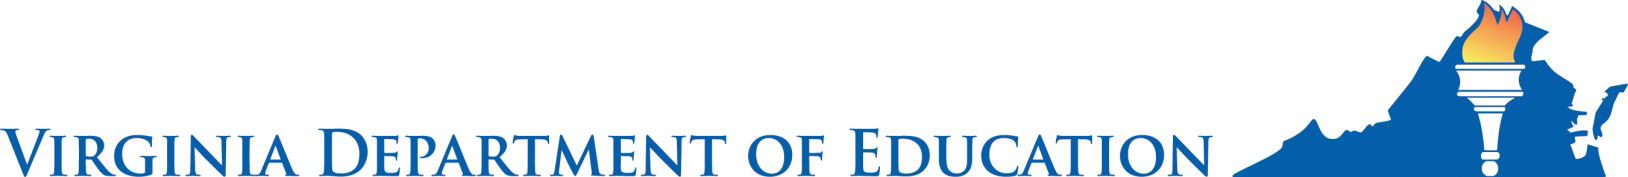 VIRGINIA DEPARTMENT OF EDUCATION